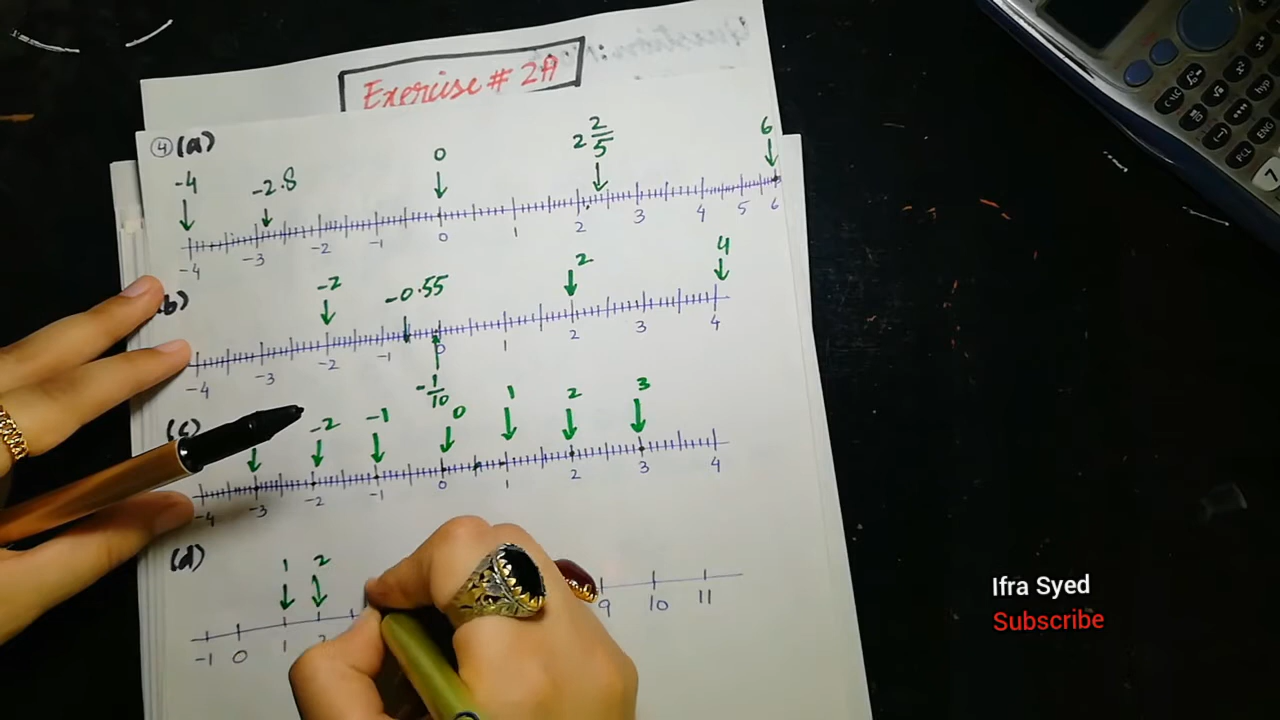 Exercise # 2A
④ (a)
-4 -2.8 0 2 2/5 6
-4 -3 -2 -1 0 1 2 3 4 5 6
b)
-2 -0.55 2 4
-4 -3 -2 -1 0 1 2 3 4
-1/10
(c)
-2 -1 0 1 2 3
-4 -3 -2 -1 0 1 2 3 4
(d)
1 2
-1 0 1 2 9 10 11
Ifra Syed
Subscribe
7